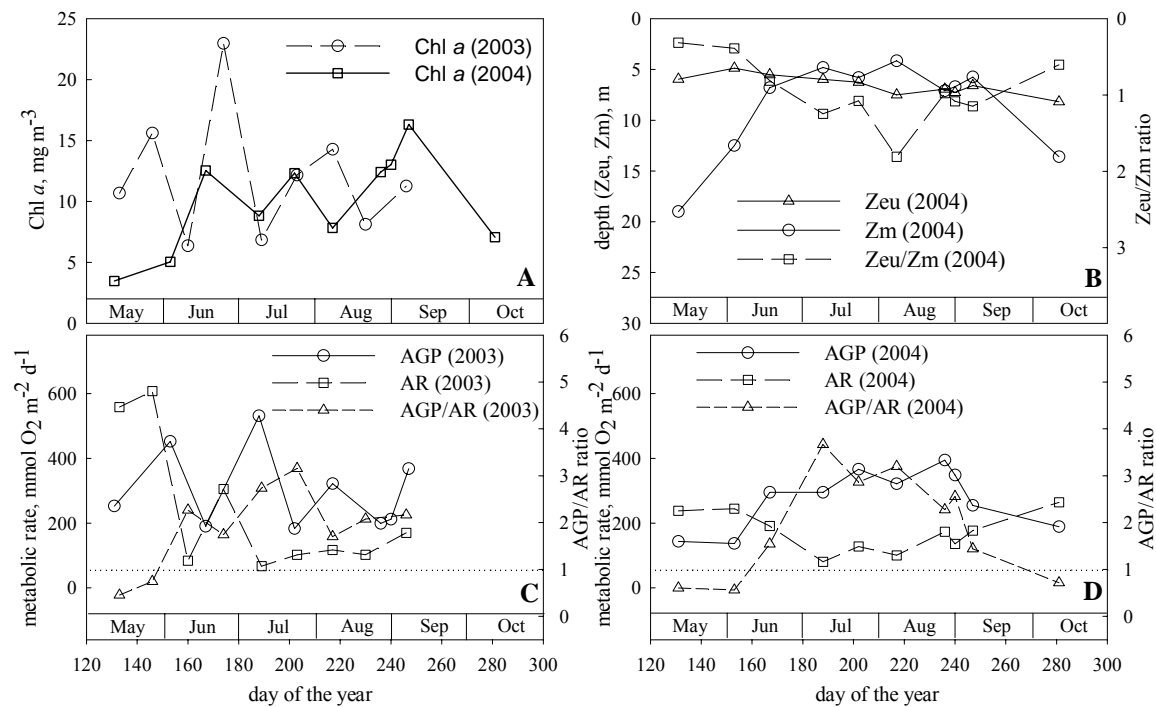 25
20
15
10
5
0
Chl a, mg m-3
Chl a (2003)
Chl a (2004)
A
May Jun Jul Aug Sep Oct
0
5
10
15
20
25
30
depth (Zeu, Zm), m
0
1
2
3
Zeu/Zm ratio
Zeu (2004)
Zm (2004)
Zeu/Zm (2004)
B
May Jun Jul Aug Sep Oct
600
400
200
0
metabolic rate, mmol O2 m-2 d-1
AGP (2003)
AR (2003)
AGP/AR (2003)
6
5
4
3
2
1
0
AGP/AR ratio
C
May Jun Jul Aug Sep Oct
120 140 160 180 200 220 240 260 280 300
day of the year
600
400
200
0
metabolic rate, mmol O2 m-2 d-1
AGP (2004)
AR (2004)
AGP/AR (2004)
6
5
4
3
2
1
0
AGP/AR ratio
D
May Jun Jul Aug Sep Oct
120 140 160 180 200 220 240 260 280 300
day of the year